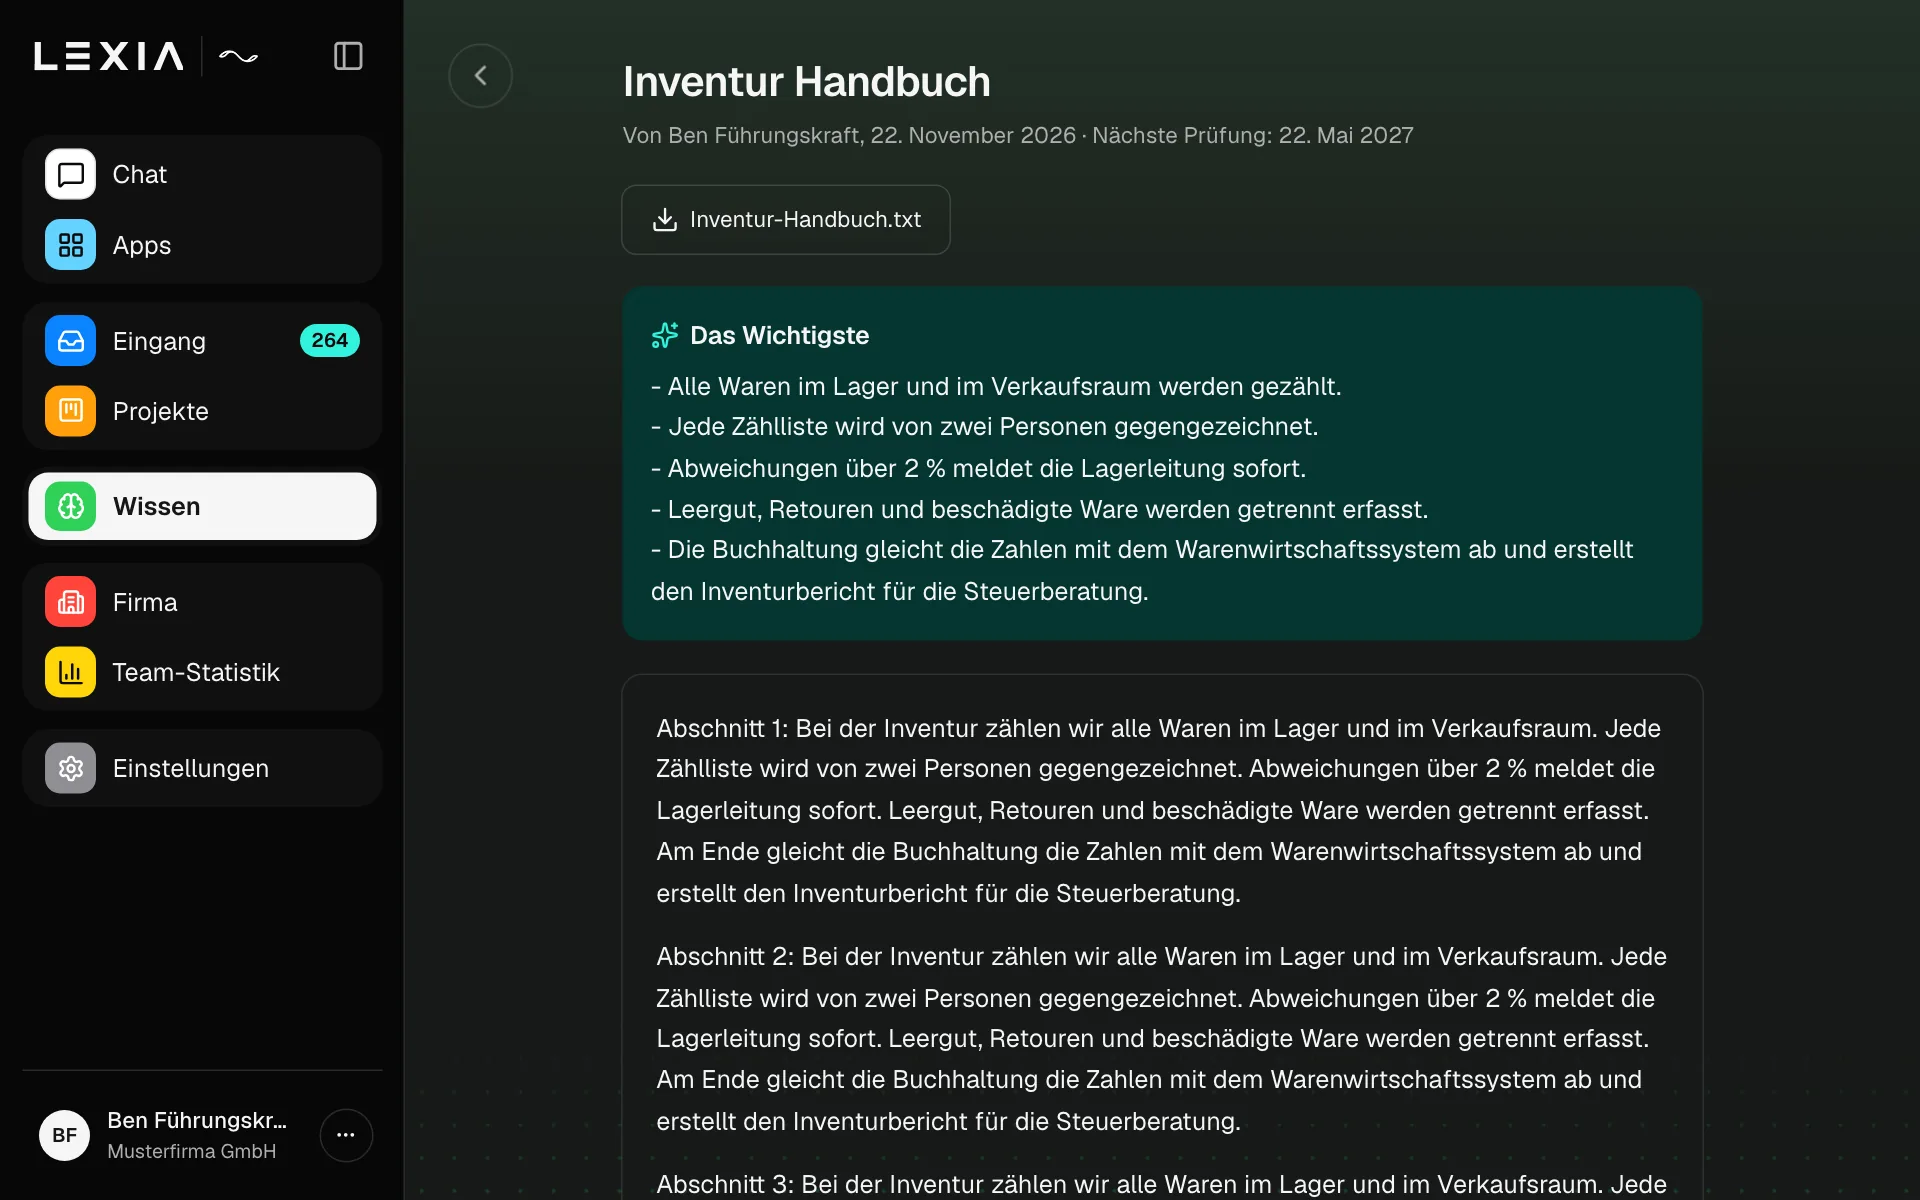 LEXIA
Chat
Apps
Eingang 264
Projekte
Wissen
Firma
Team-Statistik
Einstellungen
BF
Ben Führungskr...
Musterfirma GmbH
Inventur Handbuch
Von Ben Führungskraft, 22. November 2026 · Nächste Prüfung: 22. Mai 2027
Inventur-Handbuch.txt
Das Wichtigste
- Alle Waren im Lager und im Verkaufsraum werden gezählt.
- Jede Zählliste wird von zwei Personen gegengezeichnet.
- Abweichungen über 2 % meldet die Lagerleitung sofort.
- Leergut, Retouren und beschädigte Ware werden getrennt erfasst.
- Die Buchhaltung gleicht die Zahlen mit dem Warenwirtschaftssystem ab und erstellt
den Inventurbericht für die Steuerberatung.
Abschnitt 1: Bei der Inventur zählen wir alle Waren im Lager und im Verkaufsraum. Jede
Zählliste wird von zwei Personen gegengezeichnet. Abweichungen über 2 % meldet die
Lagerleitung sofort. Leergut, Retouren und beschädigte Ware werden getrennt erfasst.
Am Ende gleicht die Buchhaltung die Zahlen mit dem Warenwirtschaftssystem ab und
erstellt den Inventurbericht für die Steuerberatung.
Abschnitt 2: Bei der Inventur zählen wir alle Waren im Lager und im Verkaufsraum. Jede
Zählliste wird von zwei Personen gegengezeichnet. Abweichungen über 2 % meldet die
Lagerleitung sofort. Leergut, Retouren und beschädigte Ware werden getrennt erfasst.
Am Ende gleicht die Buchhaltung die Zahlen mit dem Warenwirtschaftssystem ab und
erstellt den Inventurbericht für die Steuerberatung.
Abschnitt 3: Bei der Inventur zählen wir alle Waren im Lager und im Verkaufsraum. Jede